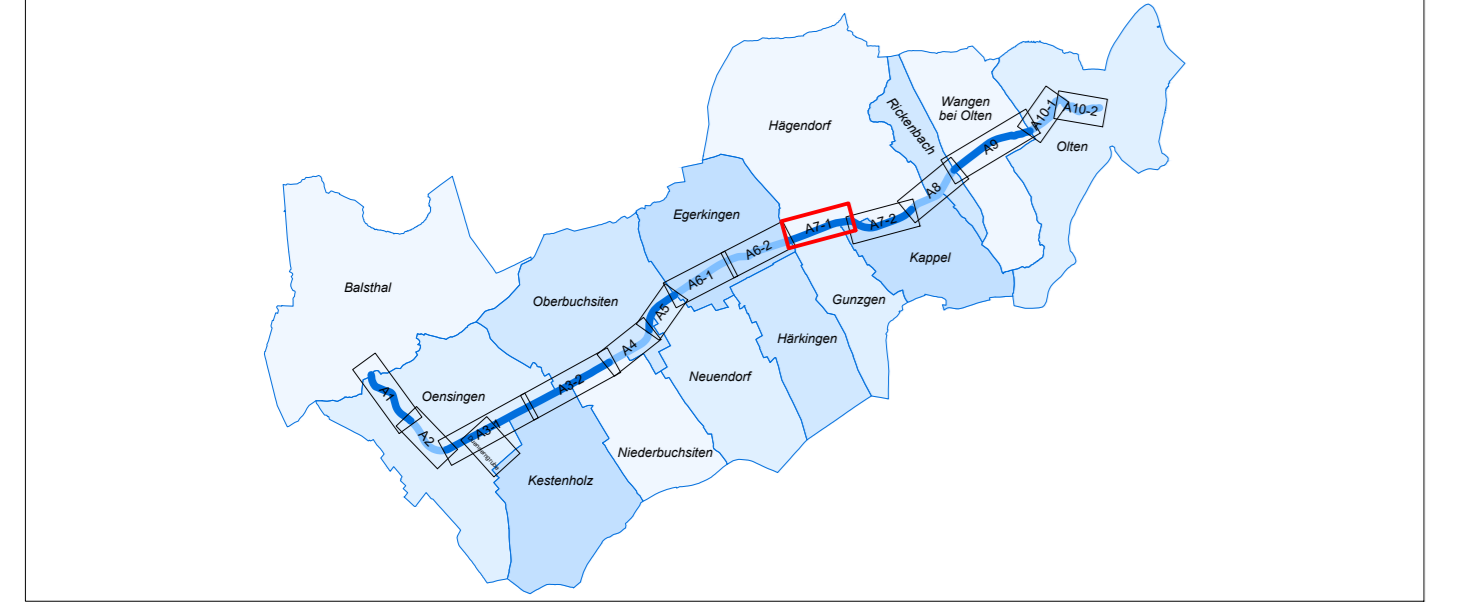 Wangen
bei Olten
Rickenbach
Hägendorf
A10-1
A10-2
Olten
A9
A8
Egerkingen
A7-1
A7-2
Kappel
A6-2
A6-1
Gunzgen
Balsthal
Oberbuchsiten
A5
Härkingen
A4
Neuendorf
A3-2
Oensingen
A1
A2
A3-1
Niederbuchsiten
Kestenholz